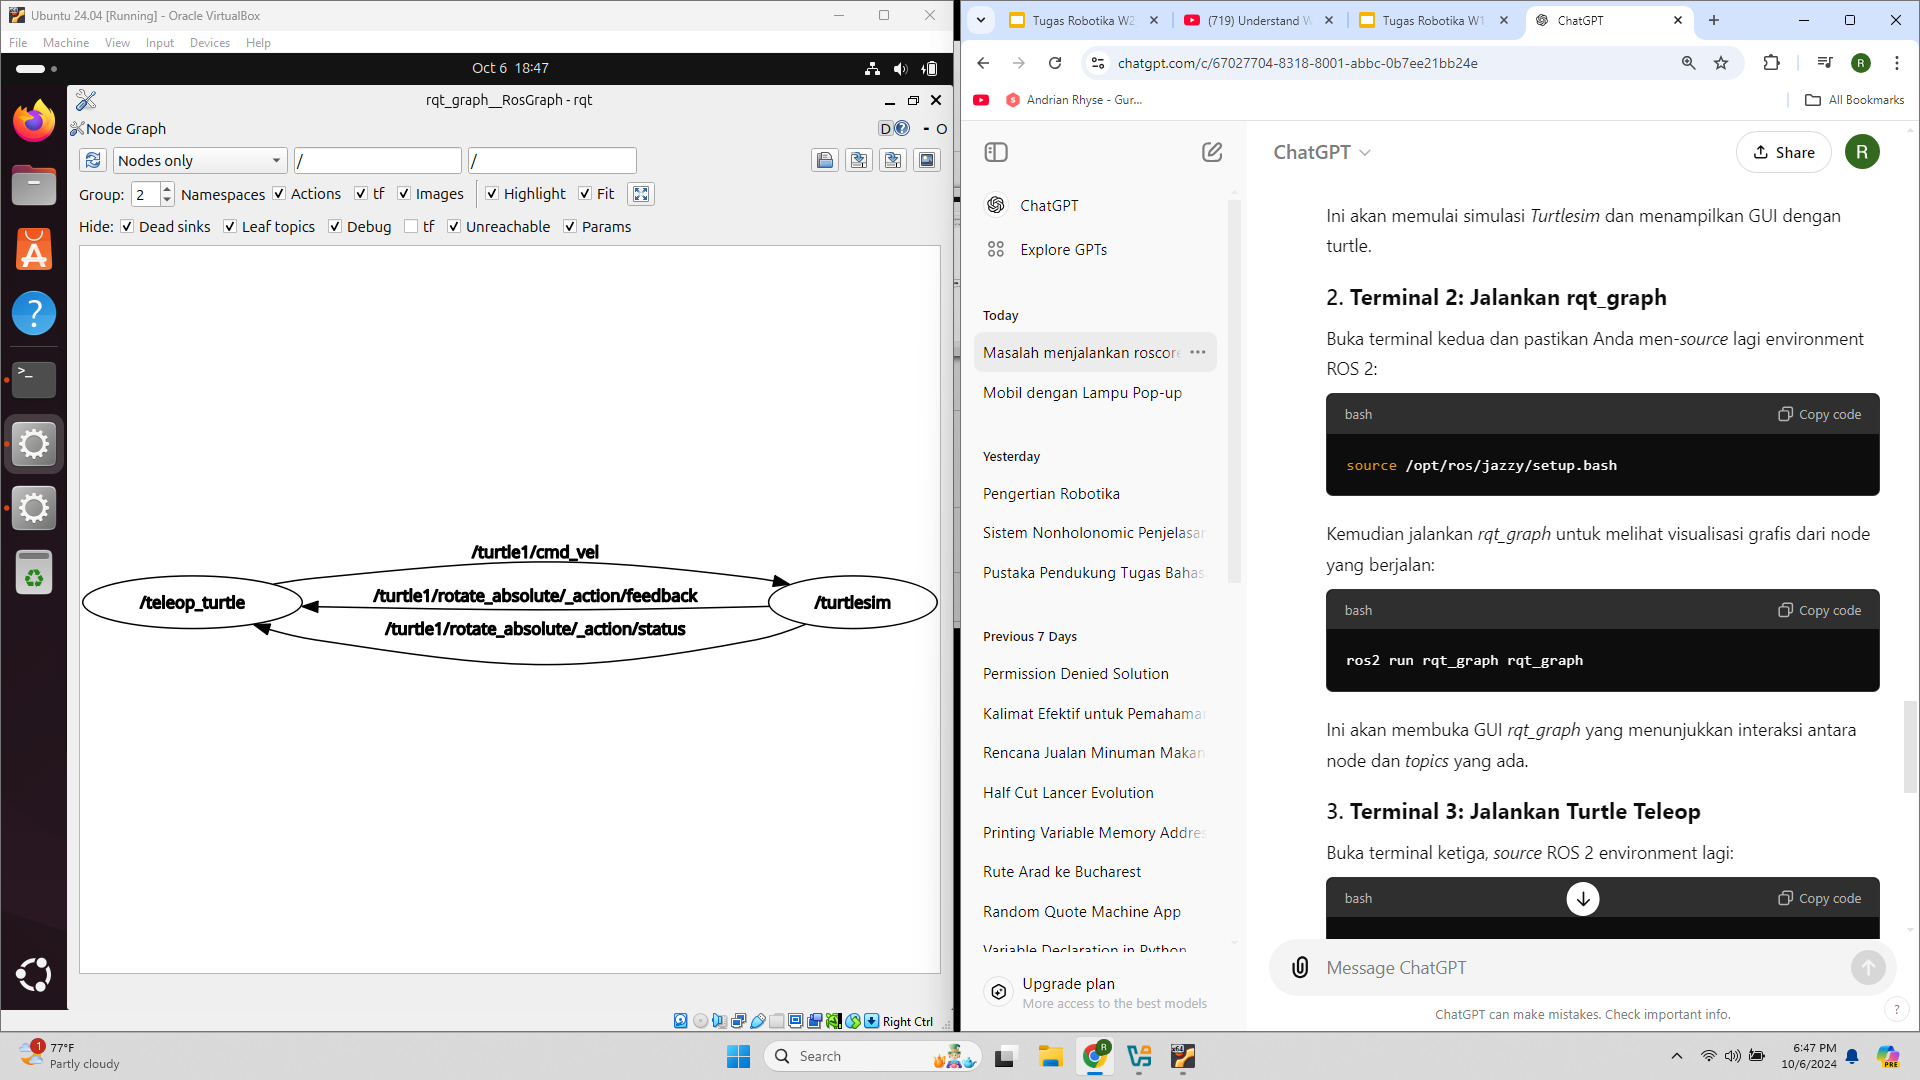 Ubuntu 24.04 [Running] - Oracle VirtualBox
File Machine View Input Devices Help
Oct 6 18:47
rqt_graph__RosGraph - rqt
Node Graph
D - O
Nodes only / /
Group: 2 Namespaces Actions tf Images Highlight Fit
Hide: Dead sinks Leaf topics Debug tf Unreachable Params
/turtle1/cmd_vel
/teleop_turtle
/turtle1/rotate_absolute/_action/feedback
/turtlesim
/turtle1/rotate_absolute/_action/status
Right Ctrl
Tugas Robotika W2
(719) Understand W
Tugas Robotika W1
ChatGPT
chatgpt.com/c/67027704-8318-8001-abbc-0b7ee21bb24e
R
Andrian Rhyse - Gur...
All Bookmarks
ChatGPT
Share
R
ChatGPT
Explore GPTs
Today
Masalah menjalankan roscore
Mobil dengan Lampu Pop-up
Yesterday
Pengertian Robotika
Sistem Nonholonomic Penjelasan
Pustaka Pendukung Tugas Bahas
Previous 7 Days
Permission Denied Solution
Kalimat Efektif untuk Pemahaman
Rencana Jualan Minuman Makan
Half Cut Lancer Evolution
Printing Variable Memory Addres
Rute Arad ke Bucharest
Random Quote Machine App
Variable Declaration in Python
Upgrade plan
More access to the best models
Ini akan memulai simulasi Turtlesim dan menampilkan GUI dengan
turtle.
2. Terminal 2: Jalankan rqt_graph
Buka terminal kedua dan pastikan Anda men-source lagi environment
ROS 2:
bash Copy code
source /opt/ros/jazzy/setup.bash
Kemudian jalankan rqt_graph untuk melihat visualisasi grafis dari node
yang berjalan:
bash Copy code
ros2 run rqt_graph rqt_graph
Ini akan membuka GUI rqt_graph yang menunjukkan interaksi antara
node dan topics yang ada.
3. Terminal 3: Jalankan Turtle Teleop
Buka terminal ketiga, source ROS 2 environment lagi:
bash Copy code
Message ChatGPT
ChatGPT can make mistakes. Check important info.
?
1
77°F
Partly cloudy
Search
R
6:47 PM
10/6/2024
PRE